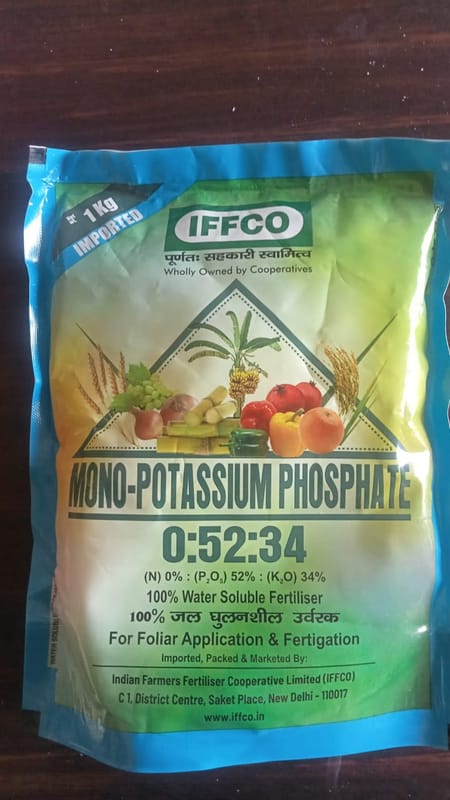 1 Kg
IMPORTED
IFFCO
पूर्णतः सहकारी स्वामित्व
Wholly Owned by Cooperatives
MONO-POTASSIUM PHOSPHATE
0:52:34
(N) 0% : (P₂O₅) 52% : (K₂O) 34%
100% Water Soluble Fertiliser
100% जल घुलनशील उर्वरक
For Foliar Application & Fertigation
Imported, Packed & Marketed By:
Indian Farmers Fertiliser Cooperative Limited (IFFCO)
C 1, District Centre, Saket Place, New Delhi - 110017
www.iffco.in